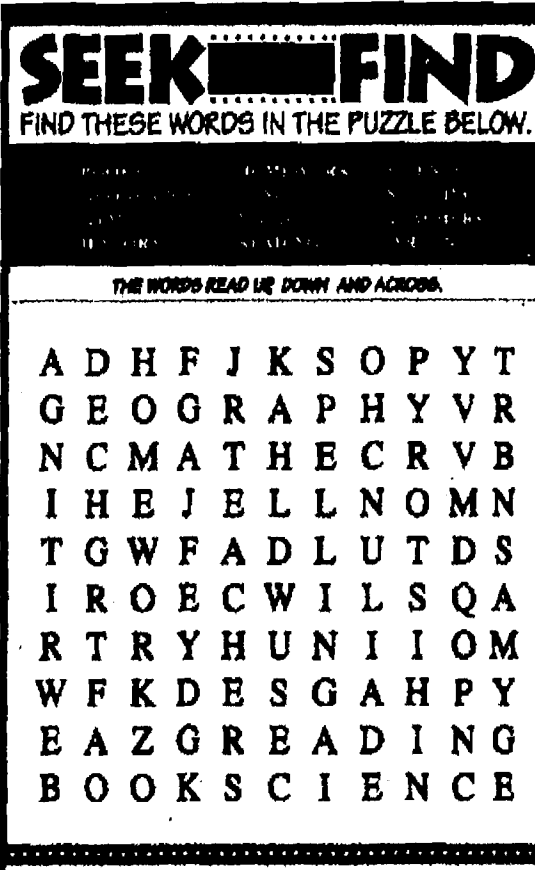 SEEK FIND
FIND THESE WORDS IN THE PUZZLE BELOW.
THE WORDS READ UP, DOWN AND ACROSS.
A D H F J K S O P Y T
G E O G R A P H Y V R
N C M A T H E C R V B
I H E J E L L N O M N
T G W F A D L U T D S
I R O E C W I L S Q A
R T R Y H U N I I O M
W F K D E S G A H P Y
E A Z G R E A D I N G
B O O K S C I E N C E